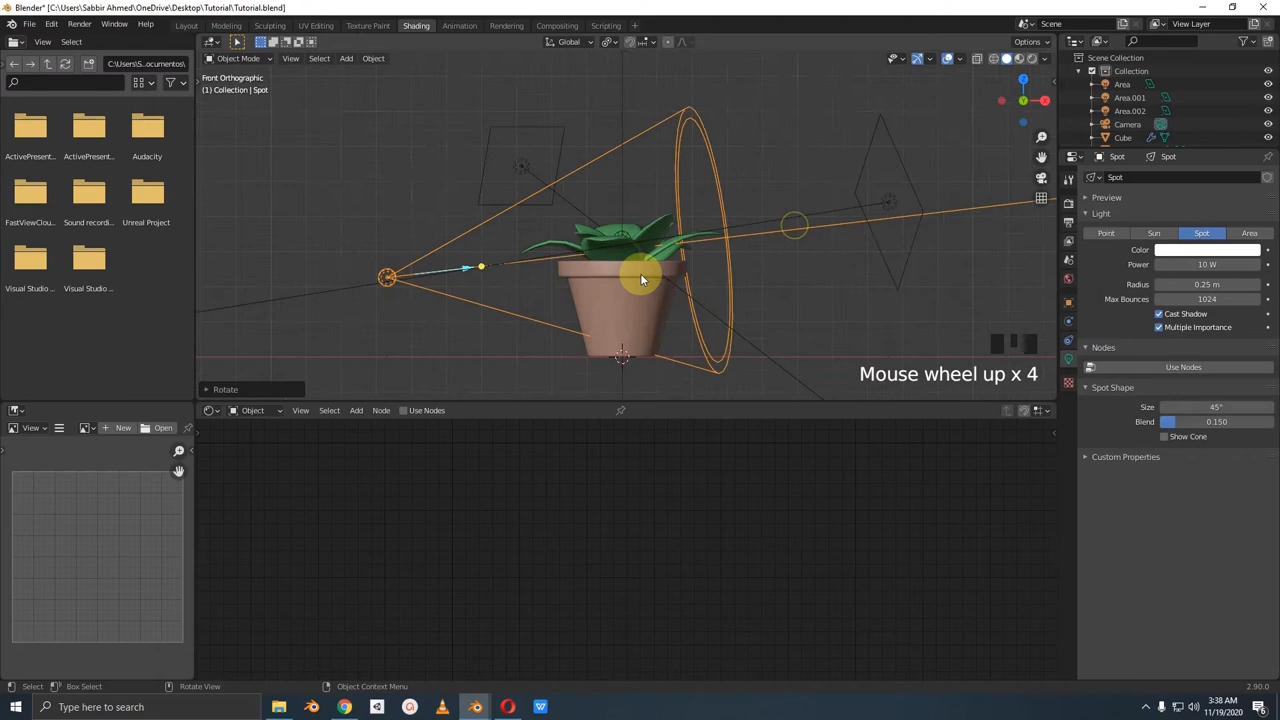 Blender* [C:\Users\Sabbir Ahmed\OneDrive\Desktop\Tutorial\Tutorial.blend]
File Edit Render Window Help
Layout Modeling Sculpting UV Editing Texture Paint Shading Animation Rendering Compositing Scripting
Scene
View Layer
View Select
Global
Options
C:\Users\S...ocumentos\
Object Mode View Select Add Object
Front Orthographic
(1) Collection | Spot
ActivePresent...
ActivePresent...
Audacity
FastViewClou...
Sound recordi...
Unreal Project
Visual Studio ...
Visual Studio ...
Mouse wheel up x 4
Rotate
Scene Collection
Collection
Area
Area.001
Area.002
Camera
Cube
Spot
Spot
Spot
Preview
Light
Point Sun Spot Area
Color
Power 10 W
Radius 0.25 m
Max Bounces 1024
Cast Shadow
Multiple Importance
Nodes
Use Nodes
Spot Shape
Size 45°
Blend 0.150
Show Cone
Custom Properties
Object View Select Add Node Use Nodes
View
New
Open
Select
Box Select
Rotate View
Object Context Menu
2.90.0
Type here to search
3:38 AM
11/19/2020
6